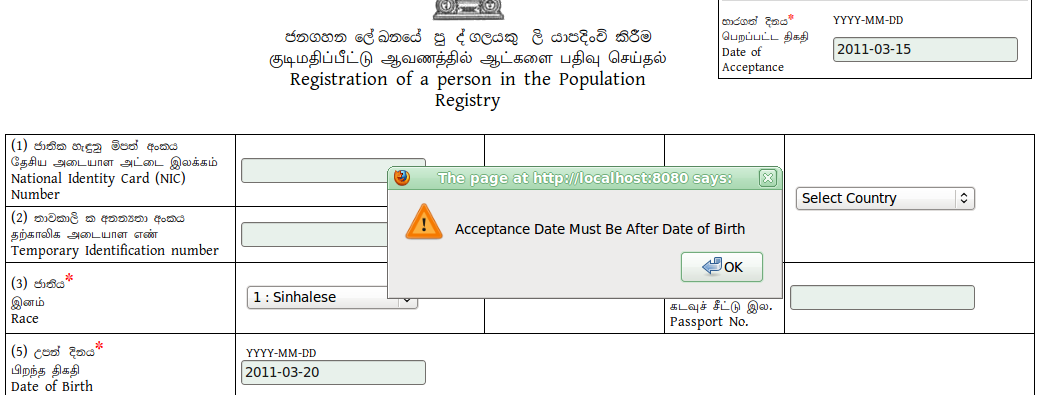 ජනගහන ලේඛනයේ පුද්ගලයකු ලියාපදිංචි කිරීම
குடிமதிப்பீட்டு ஆவணத்தில் ஆட்களை பதிவு செய்தல்
Registration of a person in the Population
Registry
භාරගත් දිනය*
பெறப்பட்ட திகதி
Date of
Acceptance
YYYY-MM-DD
2011-03-15
(1) ජාතික හැඳුනුම්පත් අංකය
தேசிய அடையாள அட்டை இலக்கம்
National Identity Card (NIC)
Number
(2) තාවකාලික අනන්‍යතා අංකය
தற்காலிக அடையாள எண்
Temporary Identification number
Select Country
The page at http://localhost:8080 says:
Acceptance Date Must Be After Date of Birth
OK
(3) ජාතිය*
இனம்
Race
1 : Sinhalese
கடவுச் சீட்டு இல.
Passport No.
(5) උපන් දිනය*
பிறந்த திகதி
Date of Birth
YYYY-MM-DD
2011-03-20